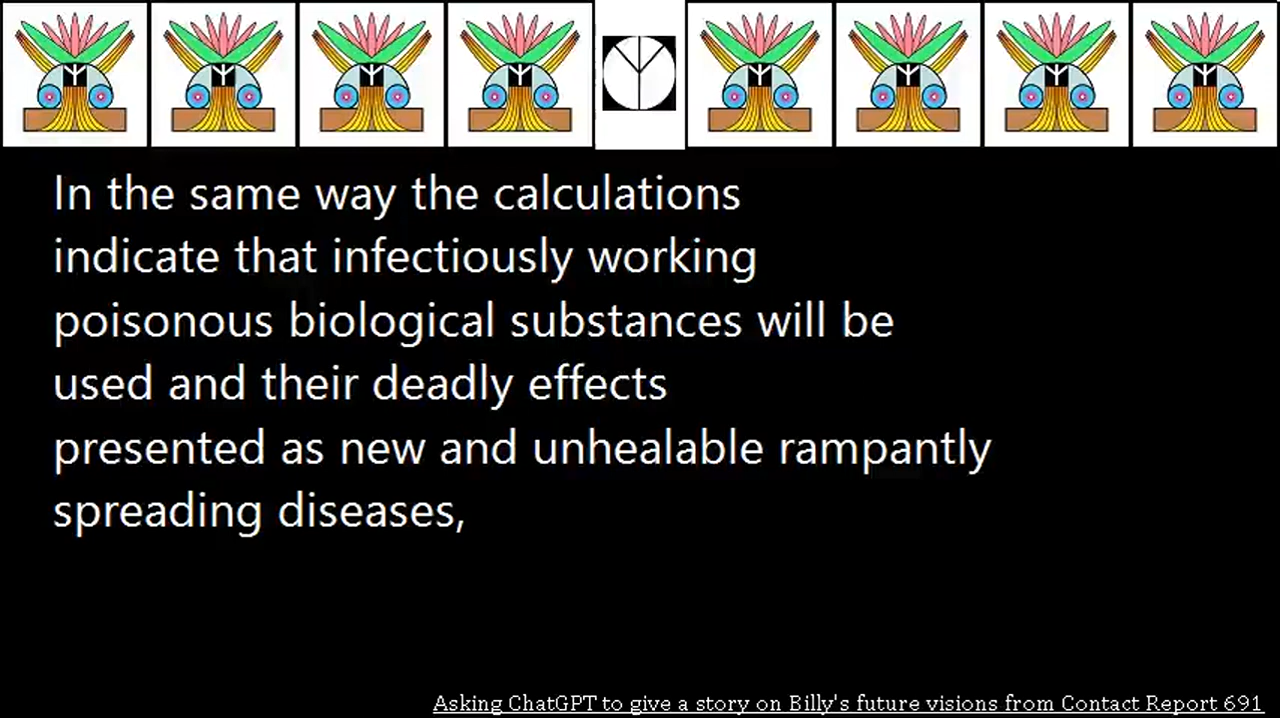 In the same way the calculations
indicate that infectiously working
poisonous biological substances will be
used and their deadly effects
presented as new and unhealable rampantly
spreading diseases,
Asking ChatGPT to give a story on Billy's future visions from Contact Report 691